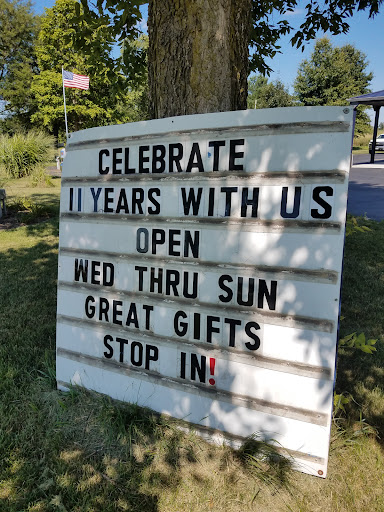 CELEBRATE
11 YEARS WITH US
OPEN
WED THRU SUN
GREAT GIFTS
STOP IN!